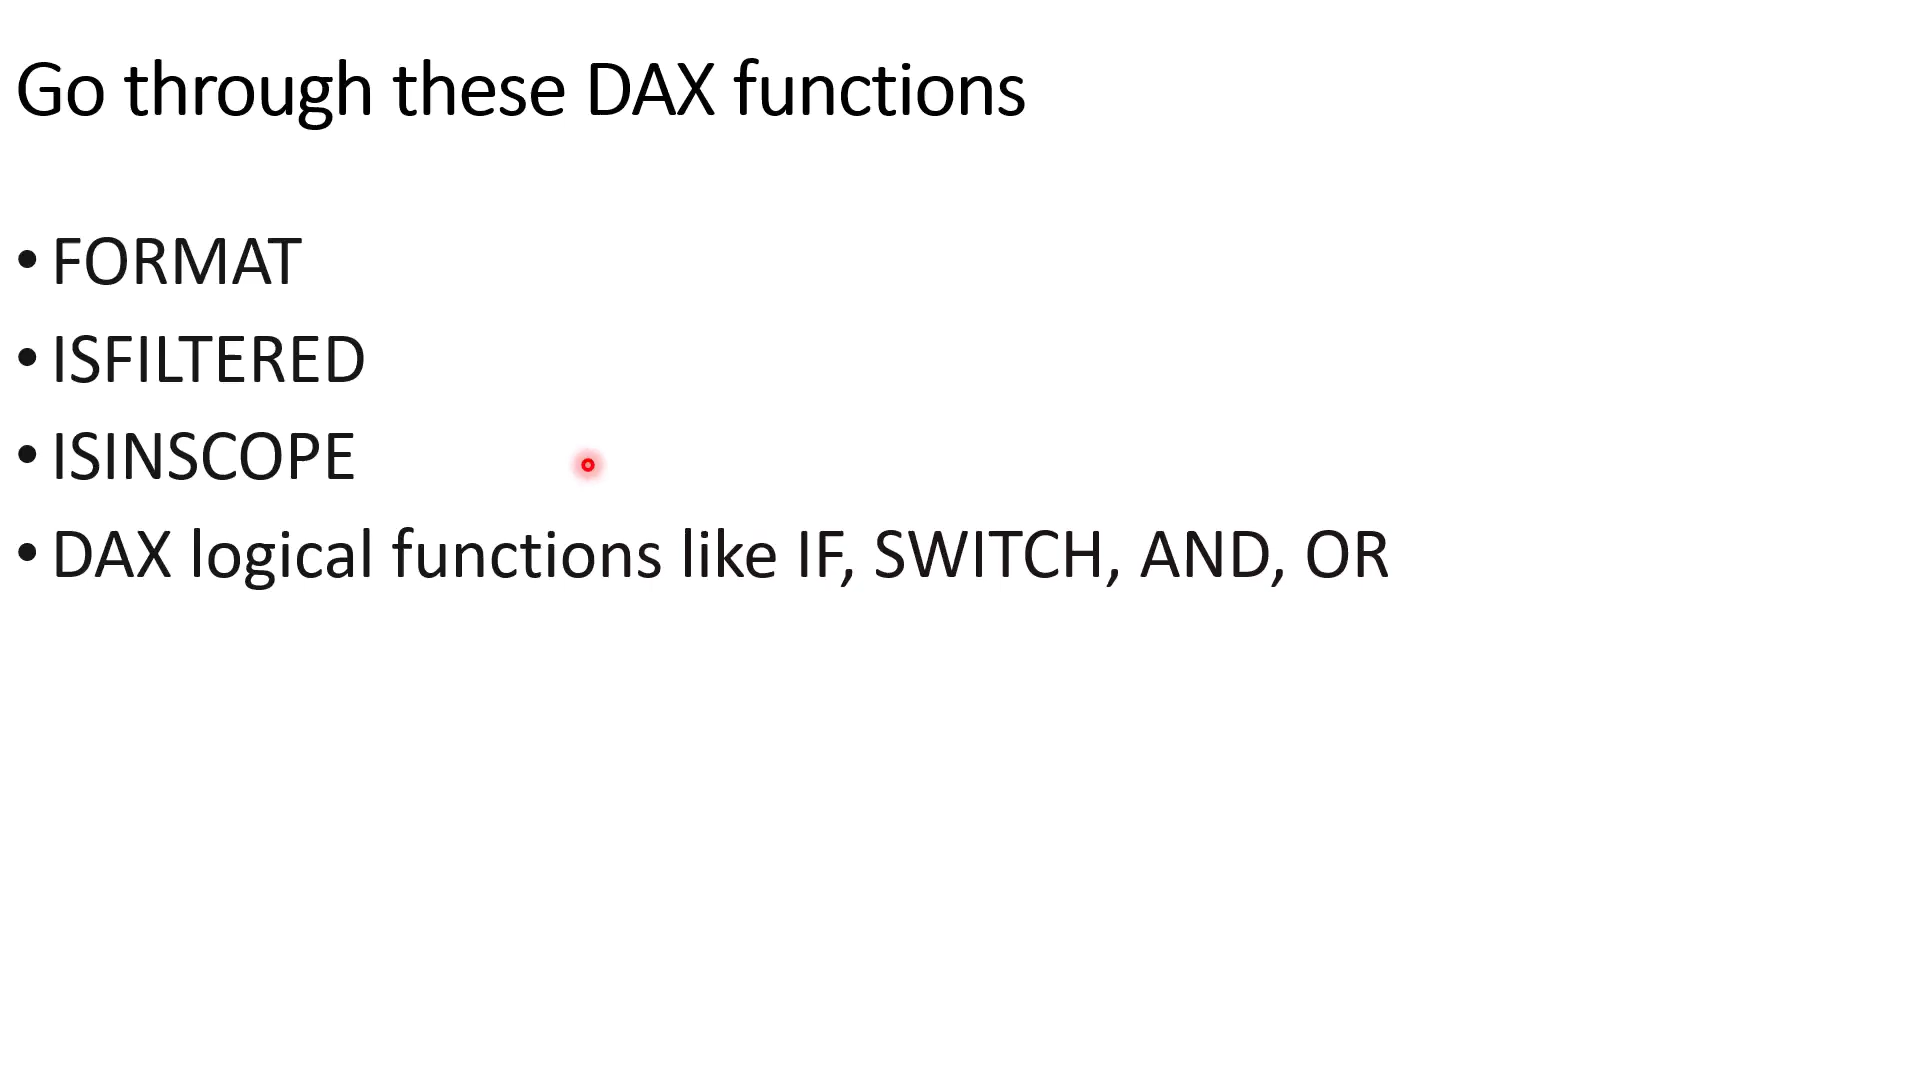 Go through these DAX functions
• FORMAT
• ISFILTERED
• ISINSCOPE
• DAX logical functions like IF, SWITCH, AND, OR